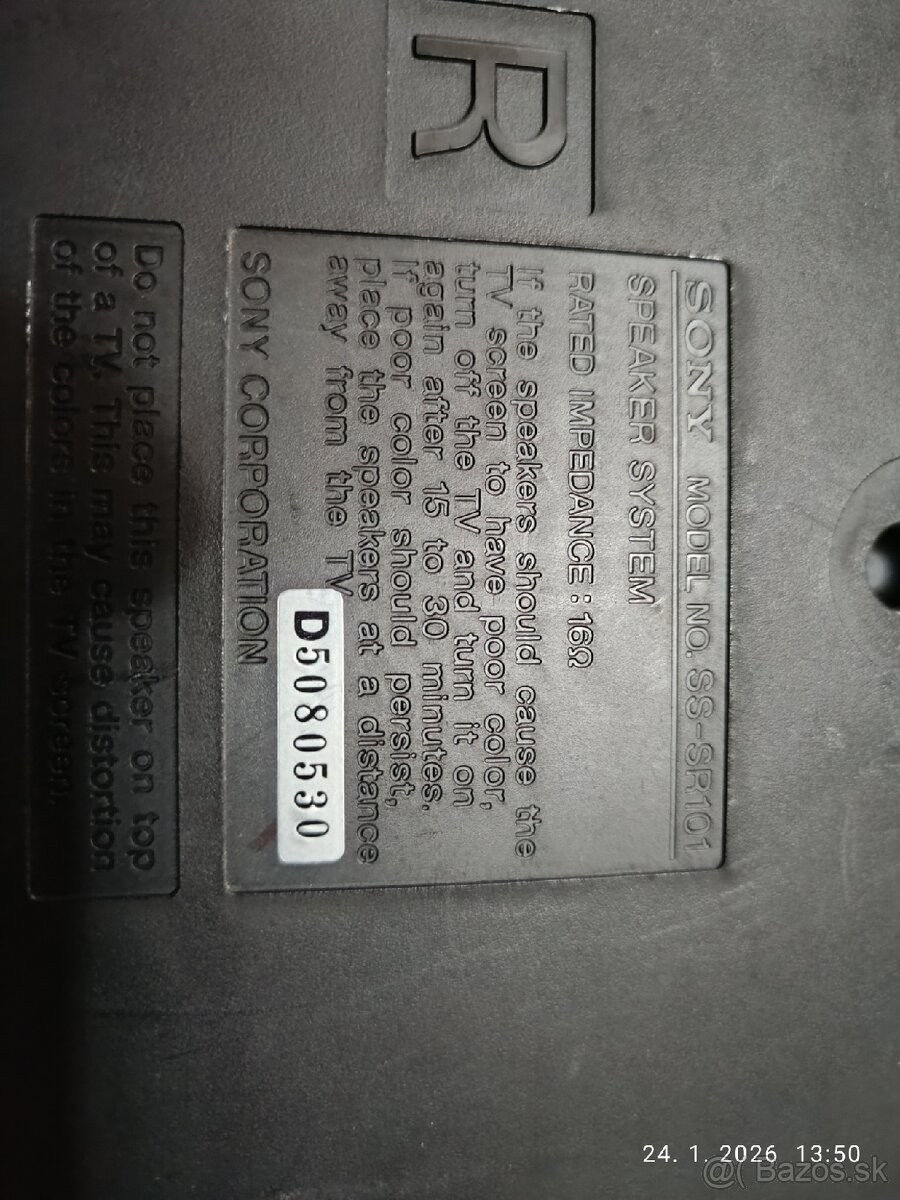 R
SONY MODEL NO. SS-SR101
SPEAKER SYSTEM
RATED IMPEDANCE : 16Ω
If the speakers should cause the
TV screen to have poor color,
turn off the TV and turn it on
again after 15 to 30 minutes.
If poor color should persist,
place the speakers at a distance
away from the TV
D5080530
SONY CORPORATION
Do not place this speaker on top
of a TV. This may cause distortion
of the colors in the TV screen.
24. 1. 2026 13:50
@( Bazos.sk